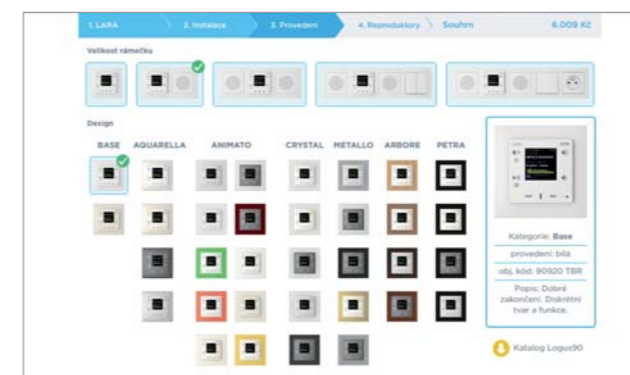 1. LARA
2. Instalace
3. Provedení
4. Reproduktory
Souhrn
6.009 Kč
Velikost rámečku
Design
BASE AQUARELLA ANIMATO CRYSTAL METALLO ARBORE PETRA
Kategorie: Base
provedení: bílá
obj. kód: 90920 TBR
Popis: Dobré
zakončení. Diskrétní
tvar a funkce.
Katalog Logus90